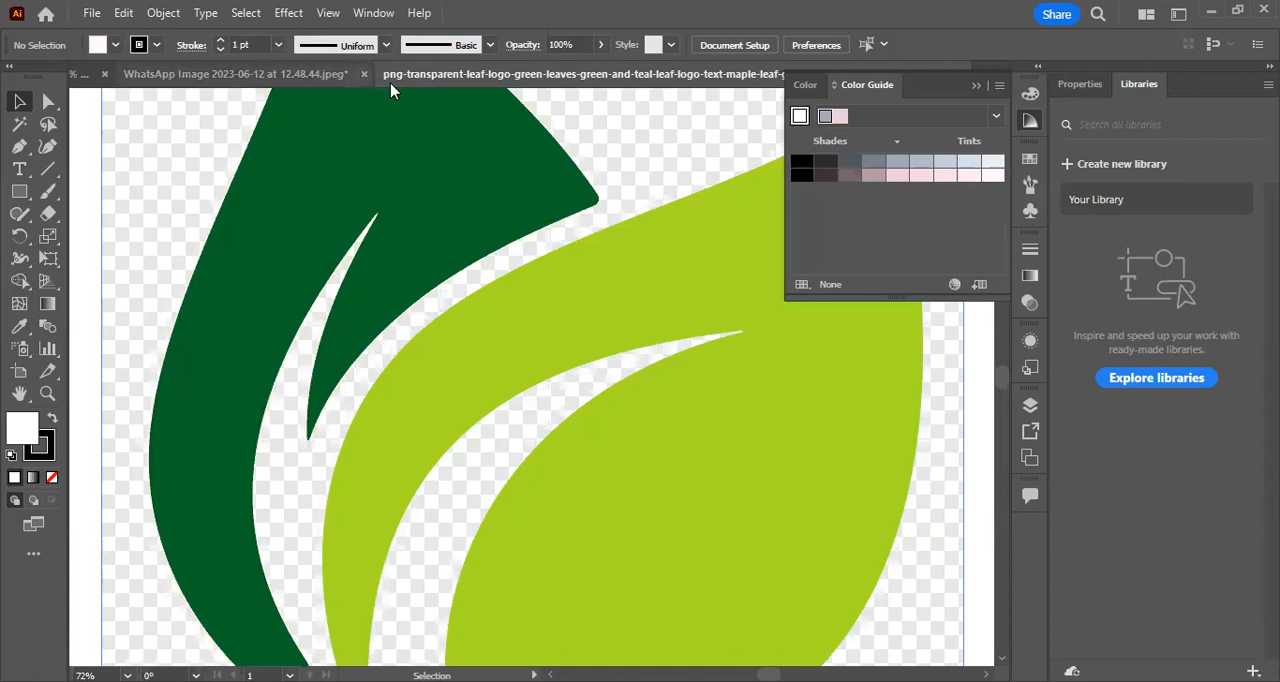 Ai File Edit Object Type Select Effect View Window Help Share
No Selection Stroke: 1 pt Uniform Basic Opacity: 100% Style: Document Setup Preferences
% ... × WhatsApp Image 2023-06-12 at 12.48.44.jpeg* × png-transparent-leaf-logo-green-leaves-green-and-teal-leaf-logo-text-maple-leaf-g
Color Color Guide
Properties Libraries
Search all libraries
Shades Tints
Create new library
Your Library
None
Inspire and speed up your work with
ready-made libraries.
Explore libraries
72% 0° 1 Selection